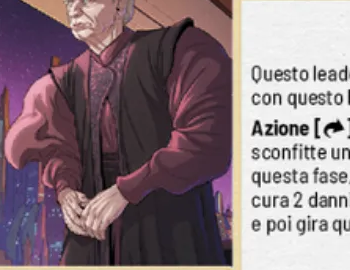 Questo leade
con questo l
Azione [
sconfitte un
questa fase,
cura 2 danni
e poi gira qu